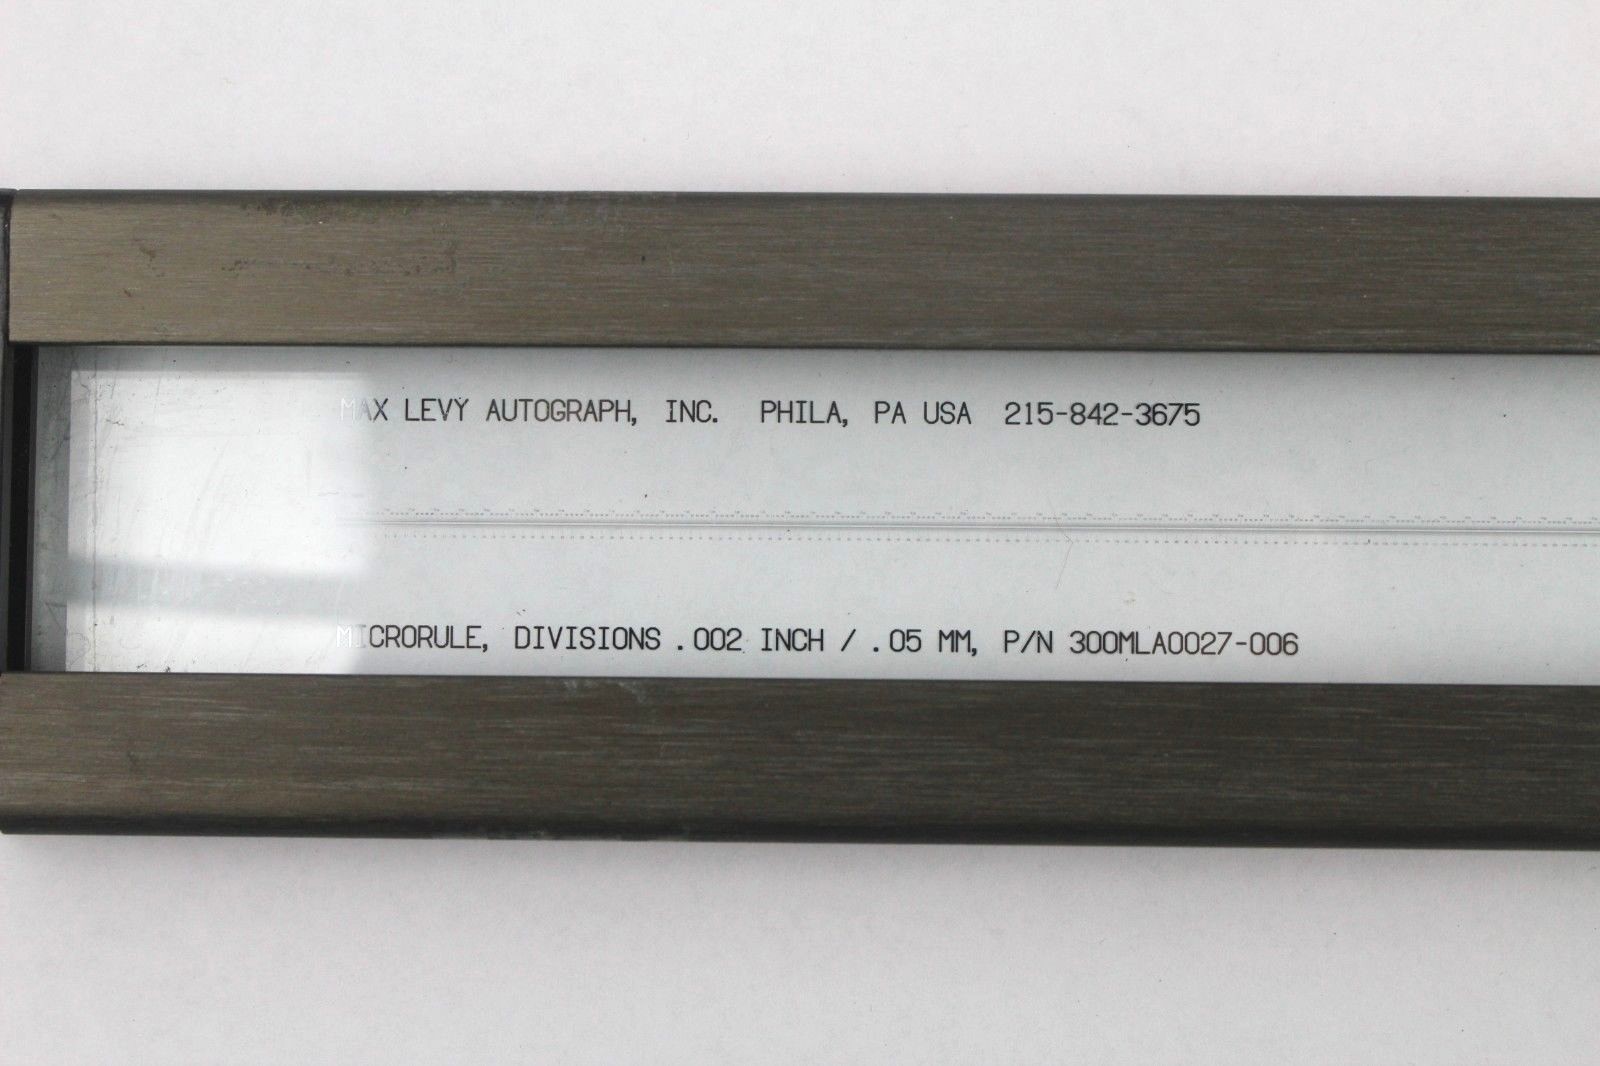 MAX LEVY AUTOGRAPH, INC. PHILA, PA USA 215-842-3675
MICRORULE, DIVISIONS .002 INCH / .05 MM, P/N 300MLA0027-006